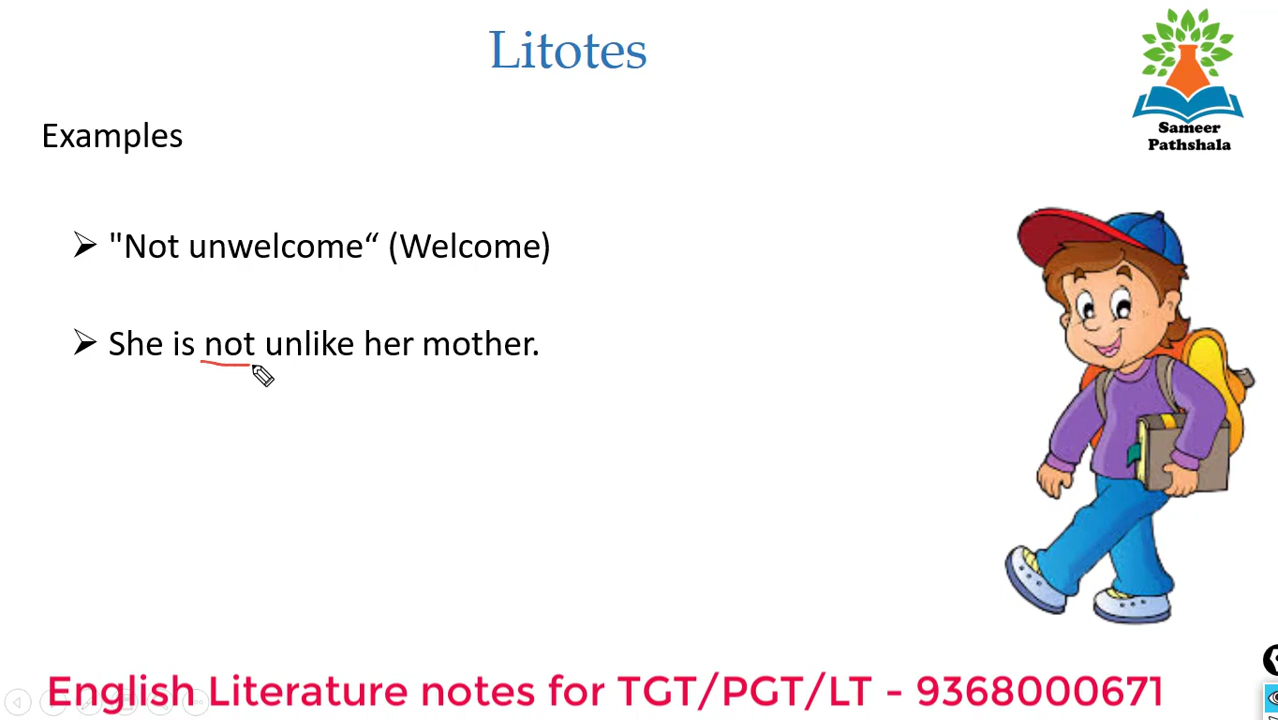 Litotes
Sameer
Pathshala
Examples
➢ "Not unwelcome“ (Welcome)
➢ She is not unlike her mother.
English Literature notes for TGT/PGT/LT - 9368000671